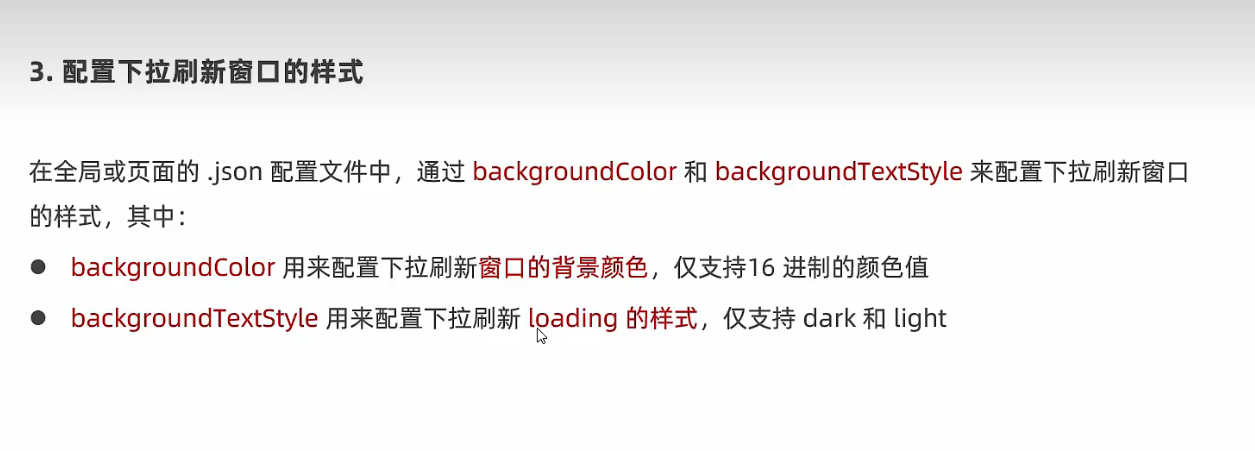 3. 配置下拉刷新窗口的样式
在全局或页面的 .json 配置文件中，通过 backgroundColor 和 backgroundTextStyle 来配置下拉刷新窗口
的样式，其中：
● backgroundColor 用来配置下拉刷新窗口的背景颜色，仅支持16 进制的颜色值
● backgroundTextStyle 用来配置下拉刷新 loading 的样式，仅支持 dark 和 light